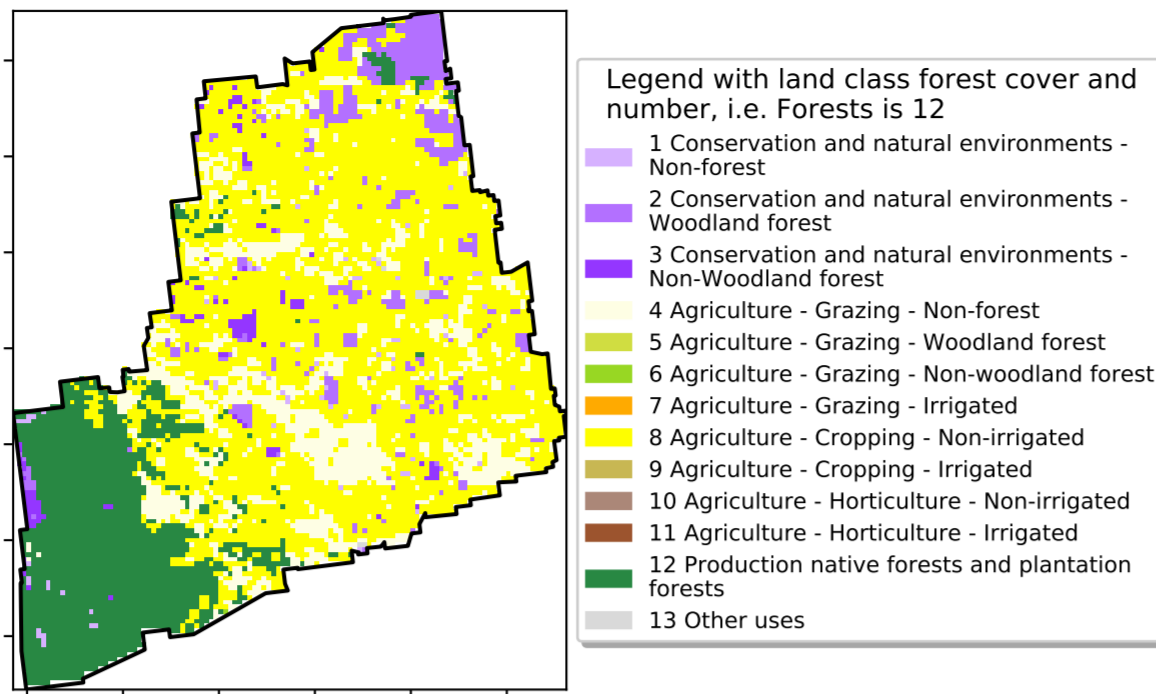 Legend with land class forest cover and
number, i.e. Forests is 12
1 Conservation and natural environments -
Non-forest
2 Conservation and natural environments -
Woodland forest
3 Conservation and natural environments -
Non-Woodland forest
4 Agriculture - Grazing - Non-forest
5 Agriculture - Grazing - Woodland forest
6 Agriculture - Grazing - Non-woodland forest
7 Agriculture - Grazing - Irrigated
8 Agriculture - Cropping - Non-irrigated
9 Agriculture - Cropping - Irrigated
10 Agriculture - Horticulture - Non-irrigated
11 Agriculture - Horticulture - Irrigated
12 Production native forests and plantation
forests
13 Other uses